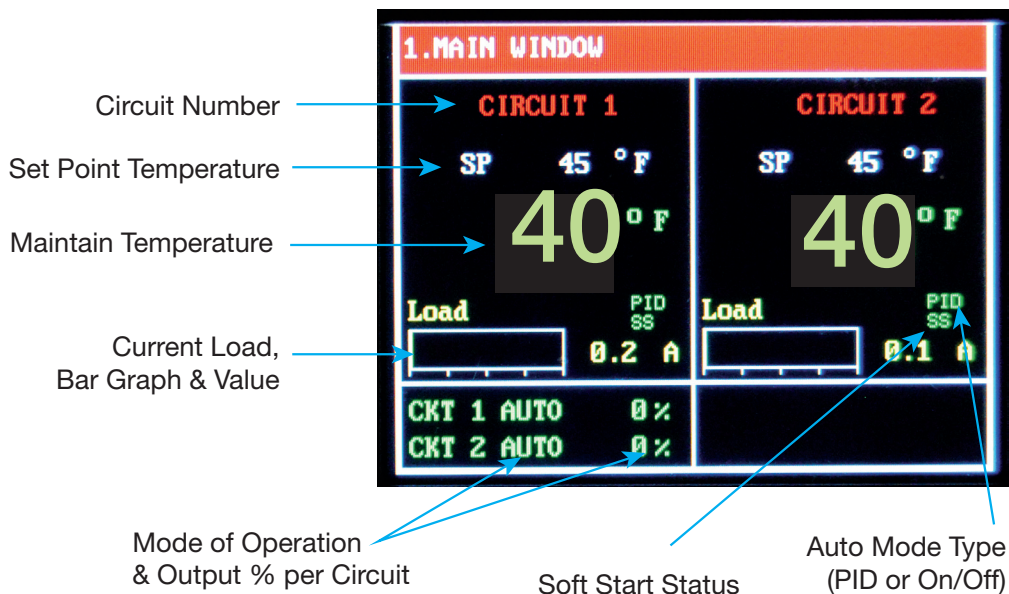 1.MAIN WINDOW
Circuit Number
CIRCUIT 1
CIRCUIT 2
Set Point Temperature
SP 45 °F
SP 45 °F
Maintain Temperature
40 °F
40 °F
Load
PID
SS
Load
PID
SS
Current Load,
Bar Graph & Value
0.2 A
0.1 A
CKT 1 AUTO 0%
CKT 2 AUTO 0%
Mode of Operation
& Output % per Circuit
Soft Start Status
Auto Mode Type
(PID or On/Off)